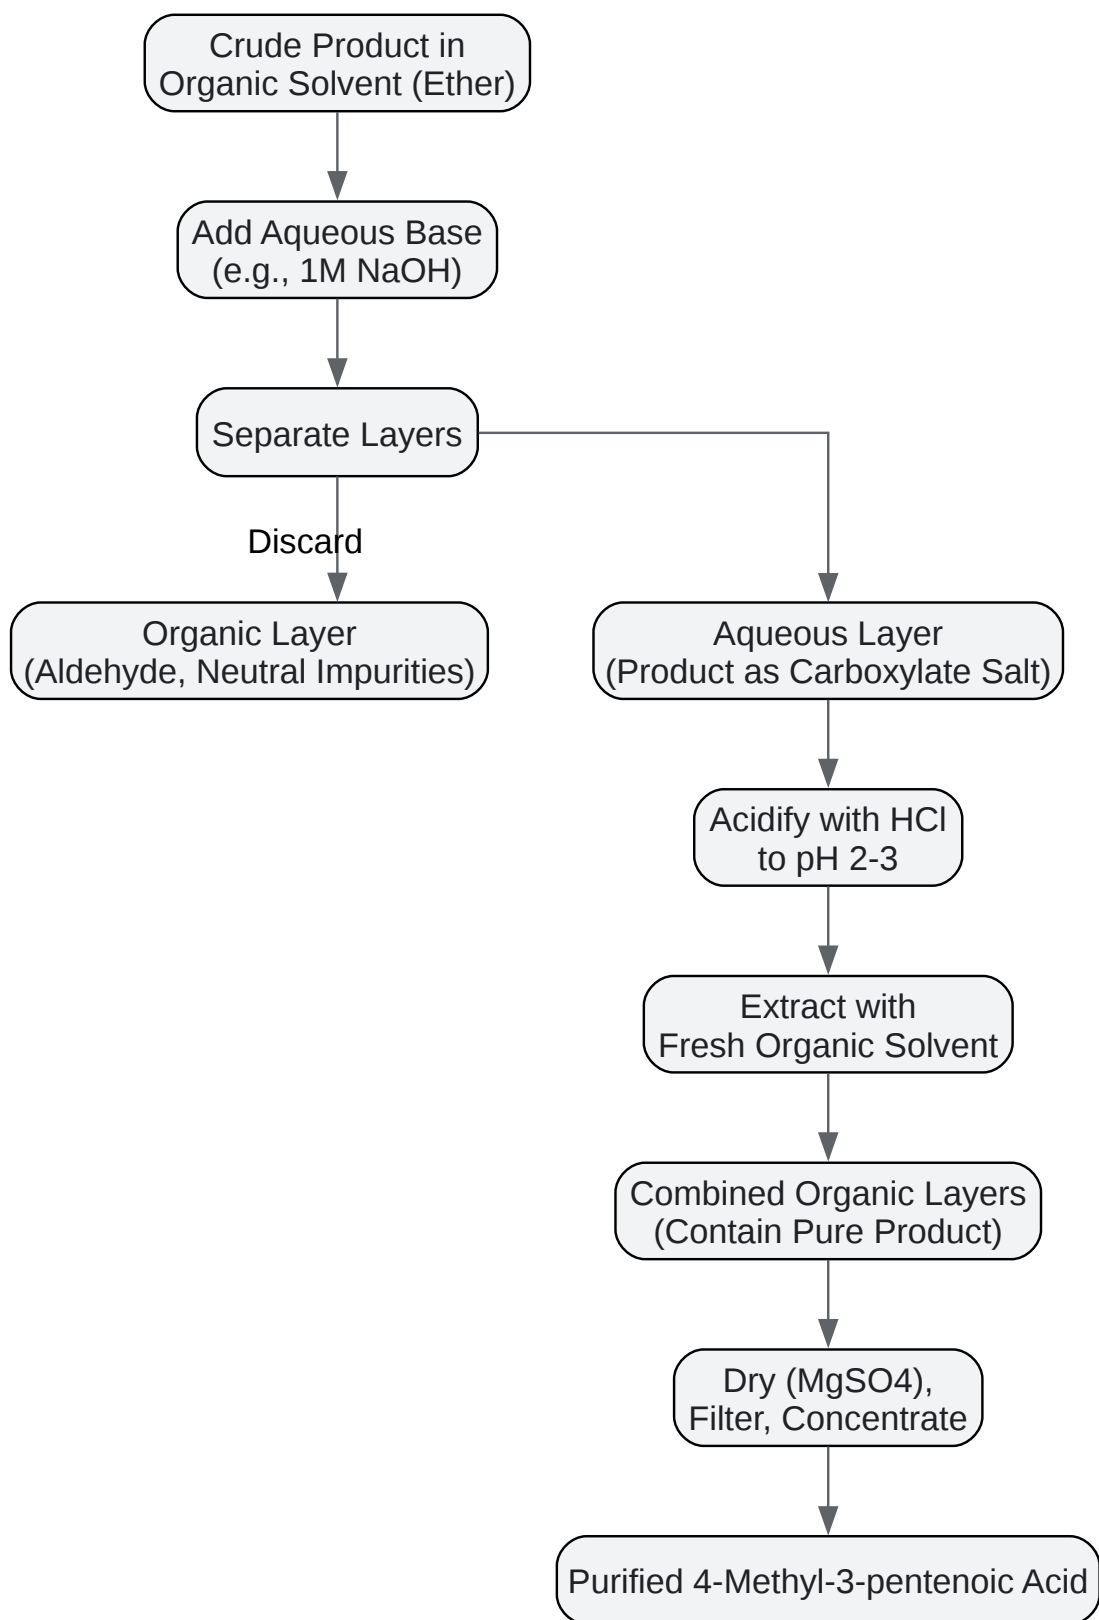 Crude Product in
Organic Solvent (Ether)
Add Aqueous Base
(e.g., 1M NaOH)
Separate Layers
Discard
Organic Layer
(Aldehyde, Neutral Impurities)
Aqueous Layer
(Product as Carboxylate Salt)
Acidify with HCl
to pH 2-3
Extract with
Fresh Organic Solvent
Combined Organic Layers
(Contain Pure Product)
Dry (MgSO4),
Filter, Concentrate
Purified 4-Methyl-3-pentenoic Acid